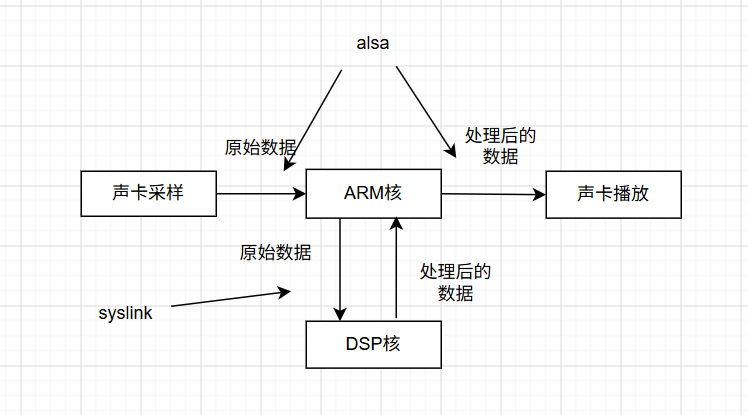 alsa
原始数据
处理后的
数据
声卡采样
ARM核
声卡播放
原始数据
处理后的
数据
syslink
DSP核